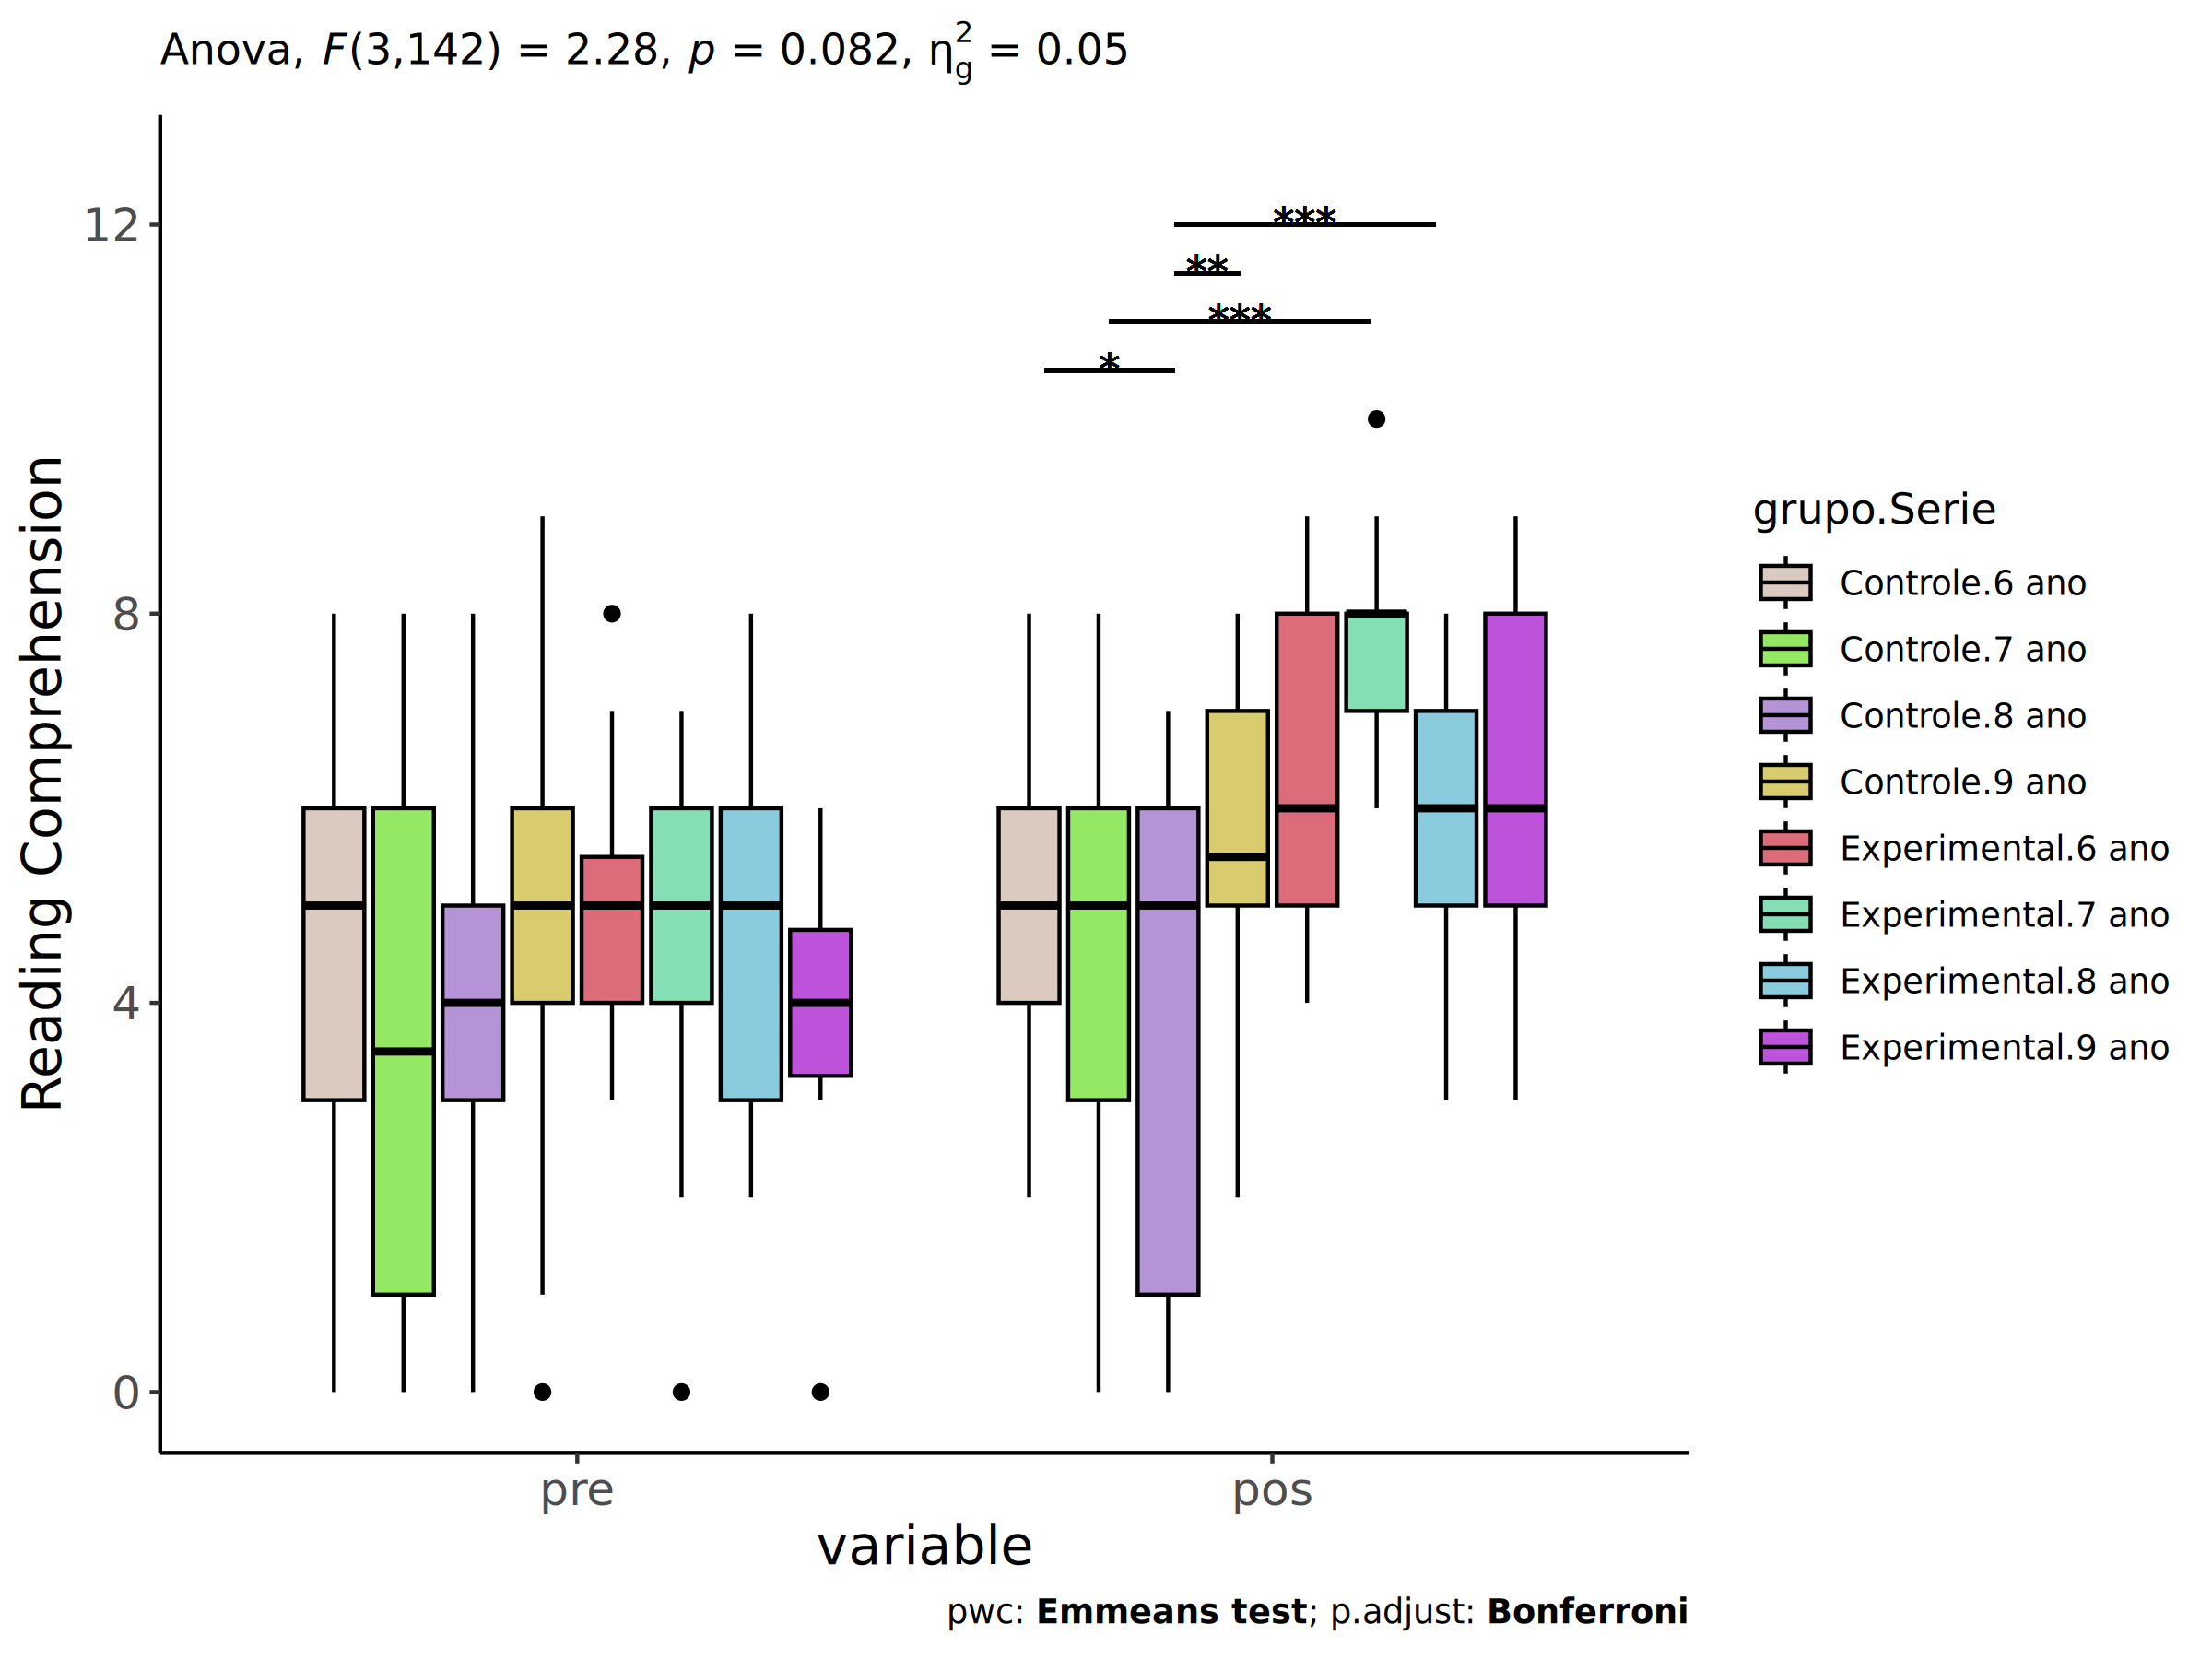 Anova, F(3,142) = 2.28, p = 0.082, η²g = 0.05
12
8
4
0
Reading Comprehension
***
**
***
*
pre
pos
variable
grupo.Serie
Controle.6 ano
Controle.7 ano
Controle.8 ano
Controle.9 ano
Experimental.6 ano
Experimental.7 ano
Experimental.8 ano
Experimental.9 ano
pwc: Emmeans test; p.adjust: Bonferroni